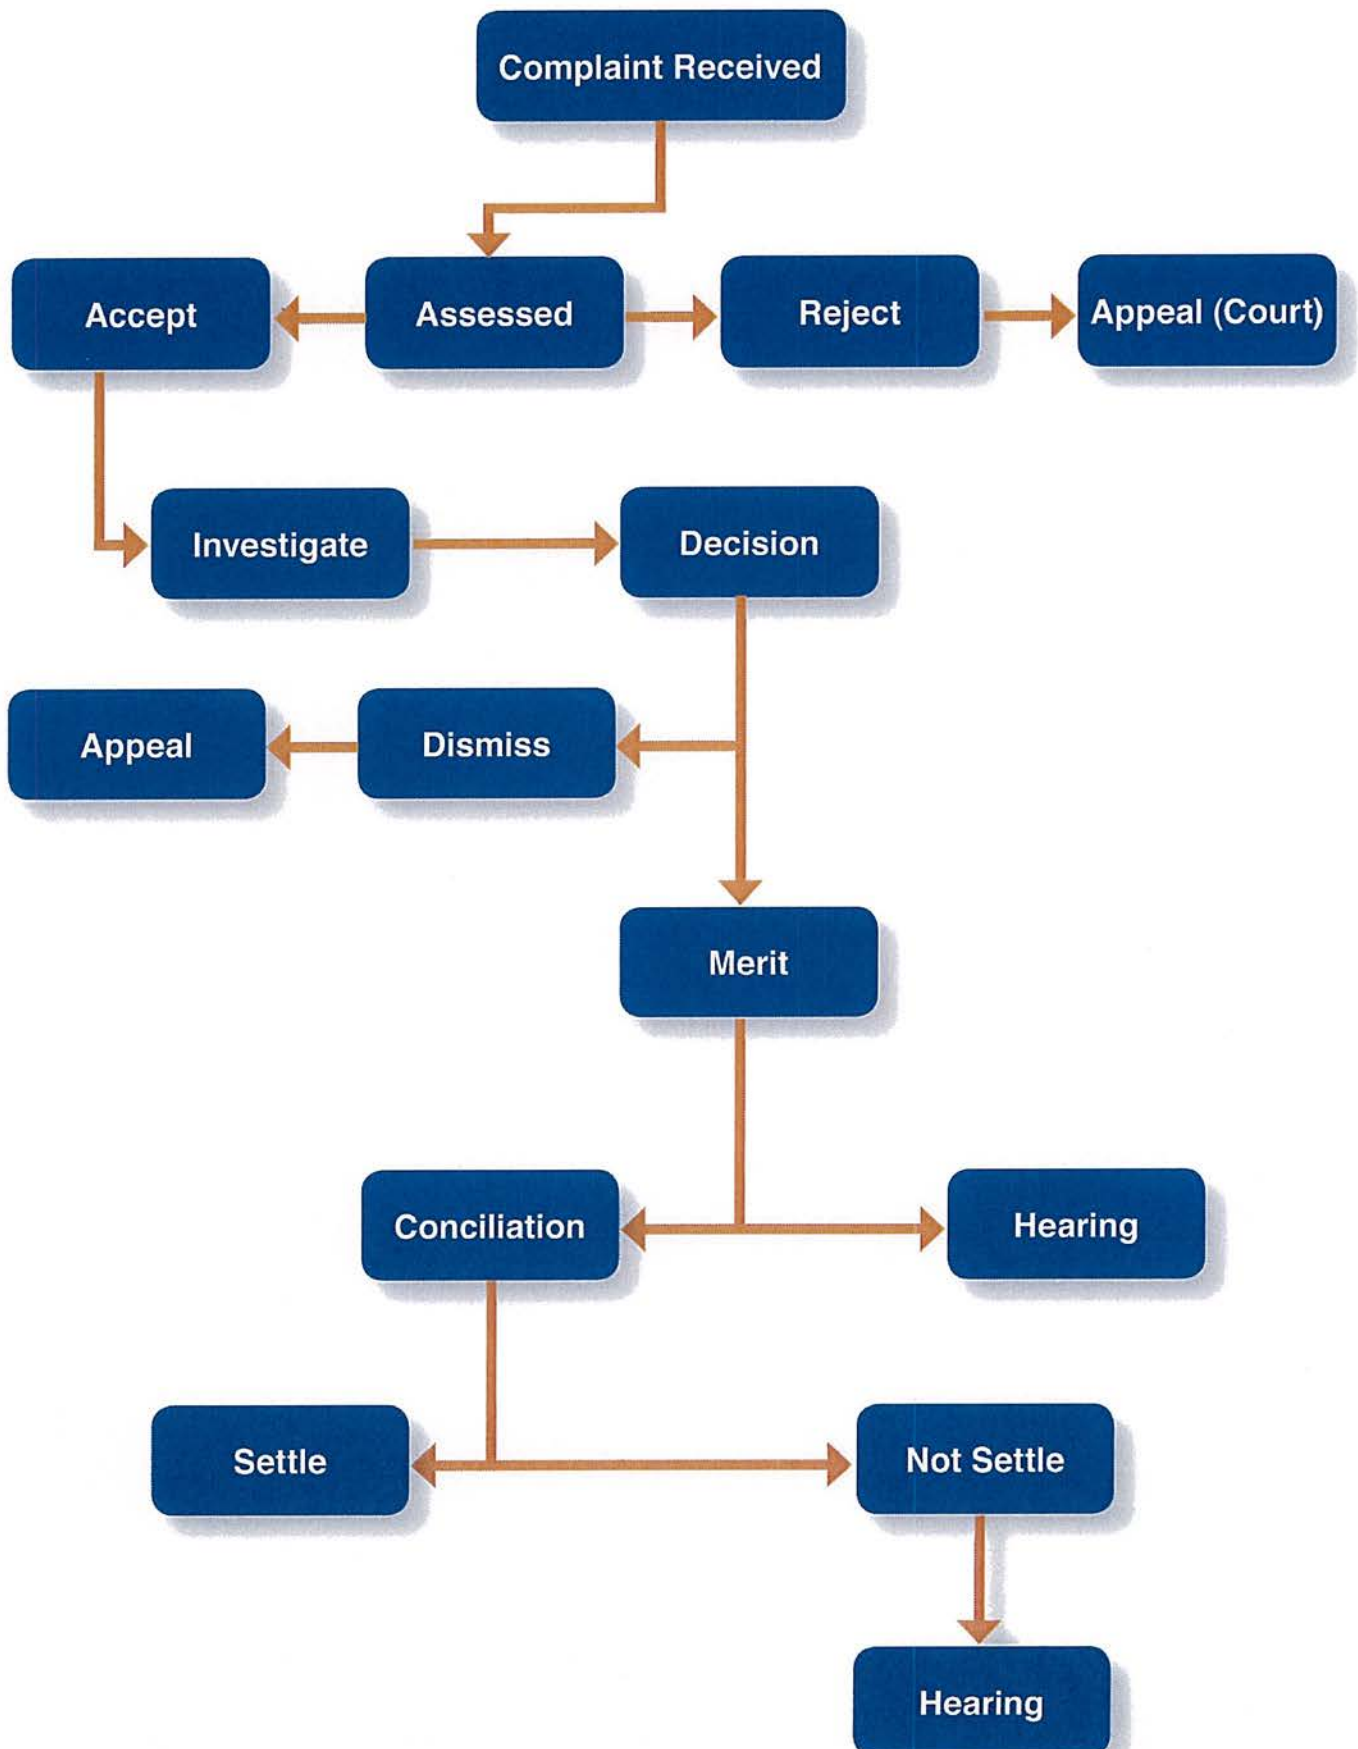 Complaint Received
Accept
Assessed
Reject
Appeal (Court)
Investigate
Decision
Appeal
Dismiss
Merit
Conciliation
Hearing
Settle
Not Settle
Hearing